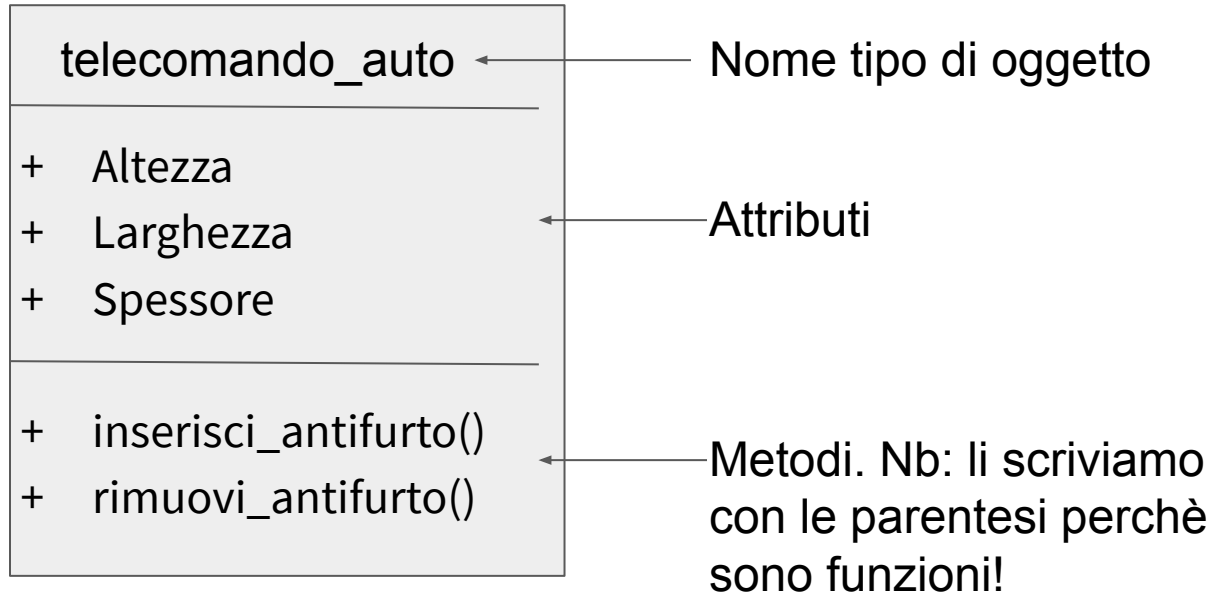 telecomando_auto
Nome tipo di oggetto
+ Altezza
+ Larghezza
+ Spessore
Attributi
+ inserisci_antifurto()
+ rimuovi_antifurto()
Metodi. Nb: li scriviamo
con le parentesi perchè
sono funzioni!